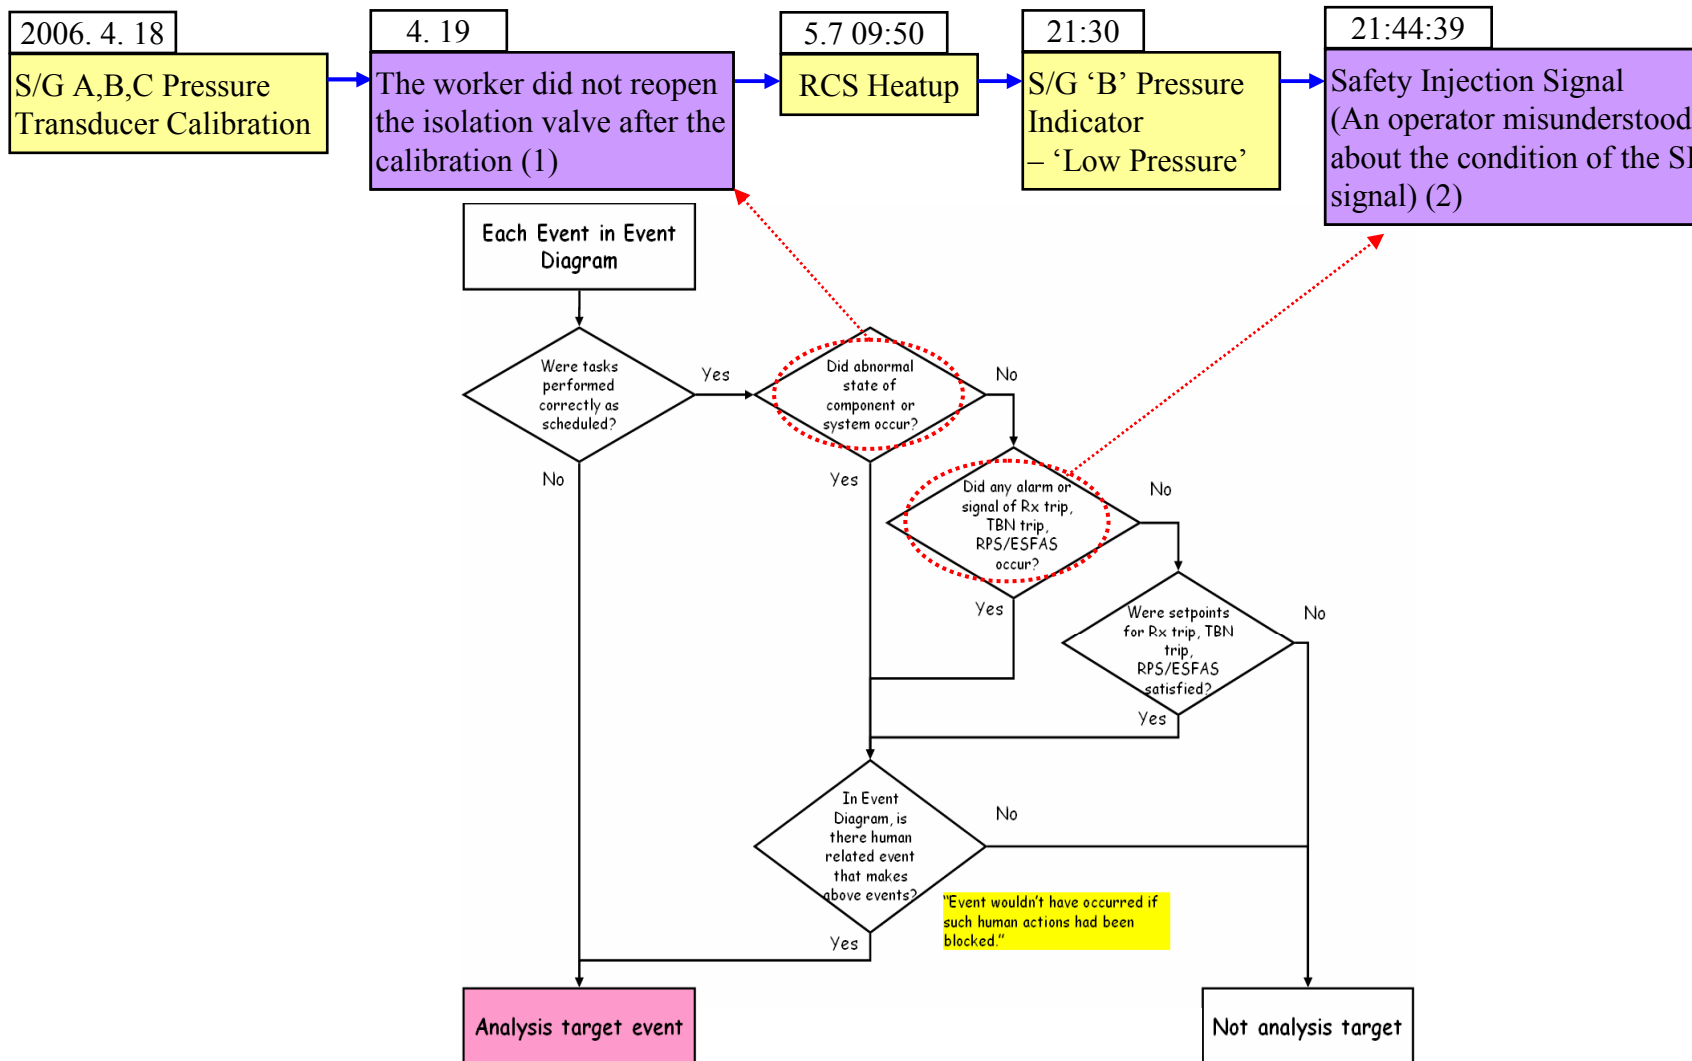 2006. 4. 18
S/G A,B,C Pressure
Transducer Calibration
4. 19
The worker did not reopen
the isolation valve after the
calibration (1)
5.7 09:50
RCS Heatup
21:30
S/G ‘B’ Pressure
Indicator
– ‘Low Pressure’
21:44:39
Safety Injection Signal
(An operator misunderstood
about the condition of the SI
signal) (2)
Each Event in Event
Diagram
Were tasks
performed
correctly as
scheduled?
Yes
No
Did abnormal
state of
component or
system occur?
No
Yes
Did any alarm or
signal of Rx trip,
TBN trip,
RPS/ESFAS
occur?
No
Yes
Were setpoints
for Rx trip, TBN
trip,
RPS/ESFAS
satisfied?
No
Yes
In Event
Diagram, is
there human
related event
that makes
above events?
No
Yes
"Event wouldn't have occurred if
such human actions had been
blocked."
Analysis target event
Not analysis target